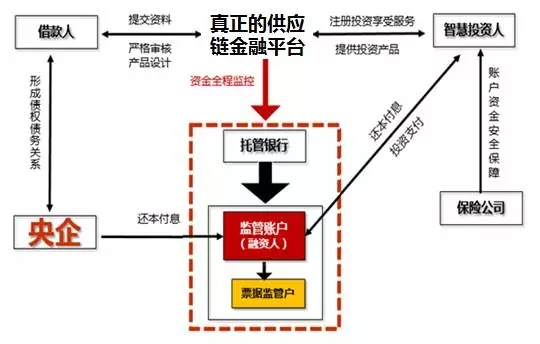 借款人
提交资料
严格审核
产品设计
真正的供应
链金融平台
注册投资享受服务
提供投资产品
智慧投资人
资金全程监控
形成债权债务关系
托管银行
还本付息
投资支付
账户资金安全保障
央企
还本付息
监管账户
(融资人)
票据监管户
保险公司